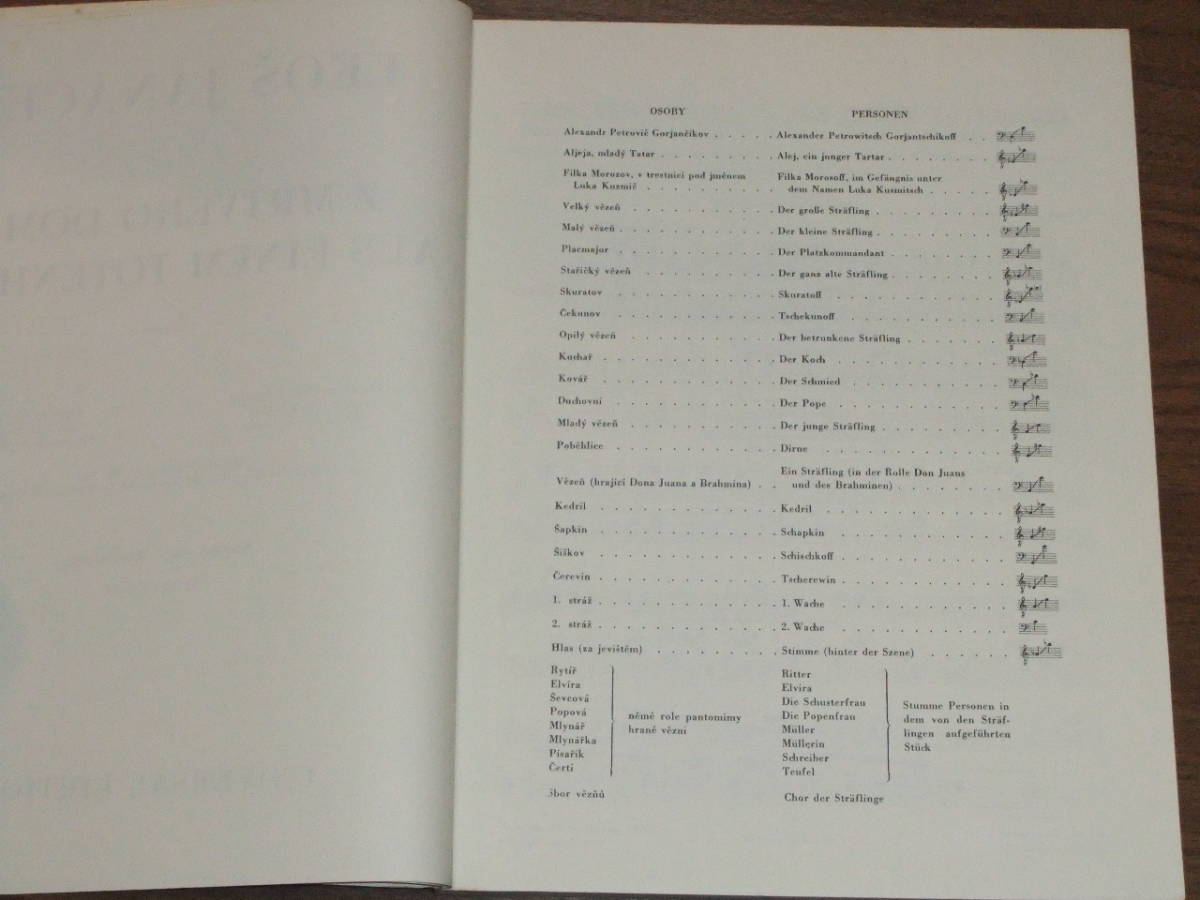 OSOBY PERSONEN
Alexandr Petrovič Gorjančikov . . . . . Alexander Petrowitsch Gorjantschikoff . .
Aljeja, mladý Tatar . . . . . . . . . Alej, ein junger Tartar . . . . . . . .
Filka Morozov, v trestnici pod jménem Filka Morosoff, im Gefängnis unter
Luka Kuzmič . . . . . . . . . . dem Namen Luka Kusmitsch . . . . .
Velký vězeň . . . . . . . . . . . Der große Sträfling . . . . . . . . .
Malý vězeň . . . . . . . . . . . . Der kleine Sträfling . . . . . . . . .
Placmajor . . . . . . . . . . . . Der Platzkommandant . . . . . . . .
Stařičký vězeň . . . . . . . . . . Der ganz alte Sträfling . . . . . . . .
Skuratov . . . . . . . . . . . . Skuratoff . . . . . . . . . . . .
Čekunov . . . . . . . . . . . . Tschekunoff . . . . . . . . . . .
Opilý vězeň . . . . . . . . . . . Der betrunkene Sträfling . . . . . . .
Kuchař . . . . . . . . . . . . . Der Koch . . . . . . . . . . . .
Kovář . . . . . . . . . . . . . Der Schmied . . . . . . . . . . .
Duchovní . . . . . . . . . . . . Der Pope . . . . . . . . . . . .
Mladý vězeň . . . . . . . . . . . Der junge Sträfling . . . . . . . . .
Poběhlice . . . . . . . . . . . . Dirne . . . . . . . . . . . . .
Ein Sträfling (in der Rolle Don Juans
Vězeň (hrající Dona Juana a Brahmína) . . und des Brahminen) . . . . . . . .
Kedril . . . . . . . . . . . . . Kedril . . . . . . . . . . . . .
Šapkin . . . . . . . . . . . . . Schapkin . . . . . . . . . . . .
Šiškov . . . . . . . . . . . . . Schischkoff . . . . . . . . . . .
Čerevin . . . . . . . . . . . . . Tscherewin . . . . . . . . . . .
1. stráž . . . . . . . . . . . . . 1. Wache . . . . . . . . . . . .
2. stráž . . . . . . . . . . . . . 2. Wache . . . . . . . . . . . .
Hlas (za jevištěm) . . . . . . . . . Stimme (hinter der Szene) . . . . . .
Rytíř
Elvíra
Ševcová
Popová
Mlynář
Mlynářka
Písařík
Čerti
němé role pantomimy
hrané vězni
Ritter
Elvira
Die Schusterfrau
Die Popenfrau
Müller
Müllerin
Schreiber
Teufel
Stumme Personen in
dem von den Sträf-
lingen aufgeführten
Stück
Sbor vězňů Chor der Sträflinge